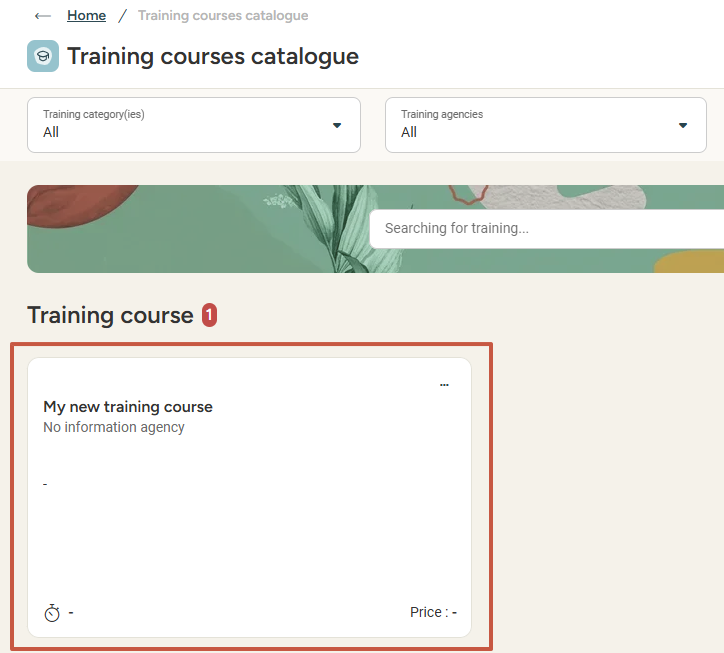 Home / Training courses catalogue
Training courses catalogue
Training category(ies)
All
Training agencies
All
Searching for training...
Training course 1
...
My new training course
No information agency
-
-
Price : -